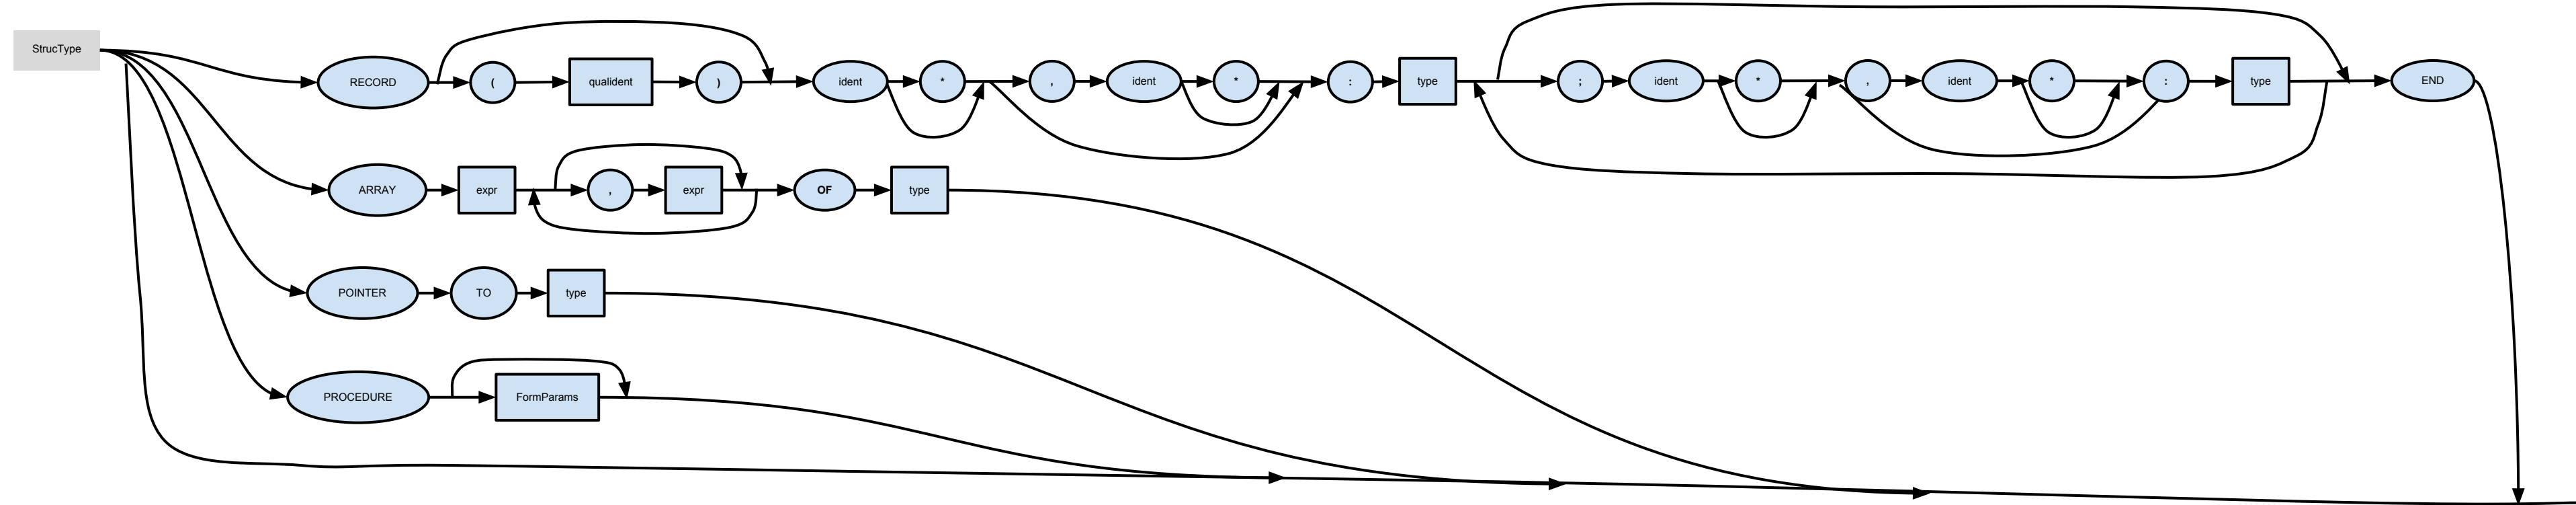 StrucType
RECORD ( qualident ) ident * , ident * : type ; ident * , ident * : type END
ARRAY expr , expr OF type
POINTER TO type
PROCEDURE FormParams